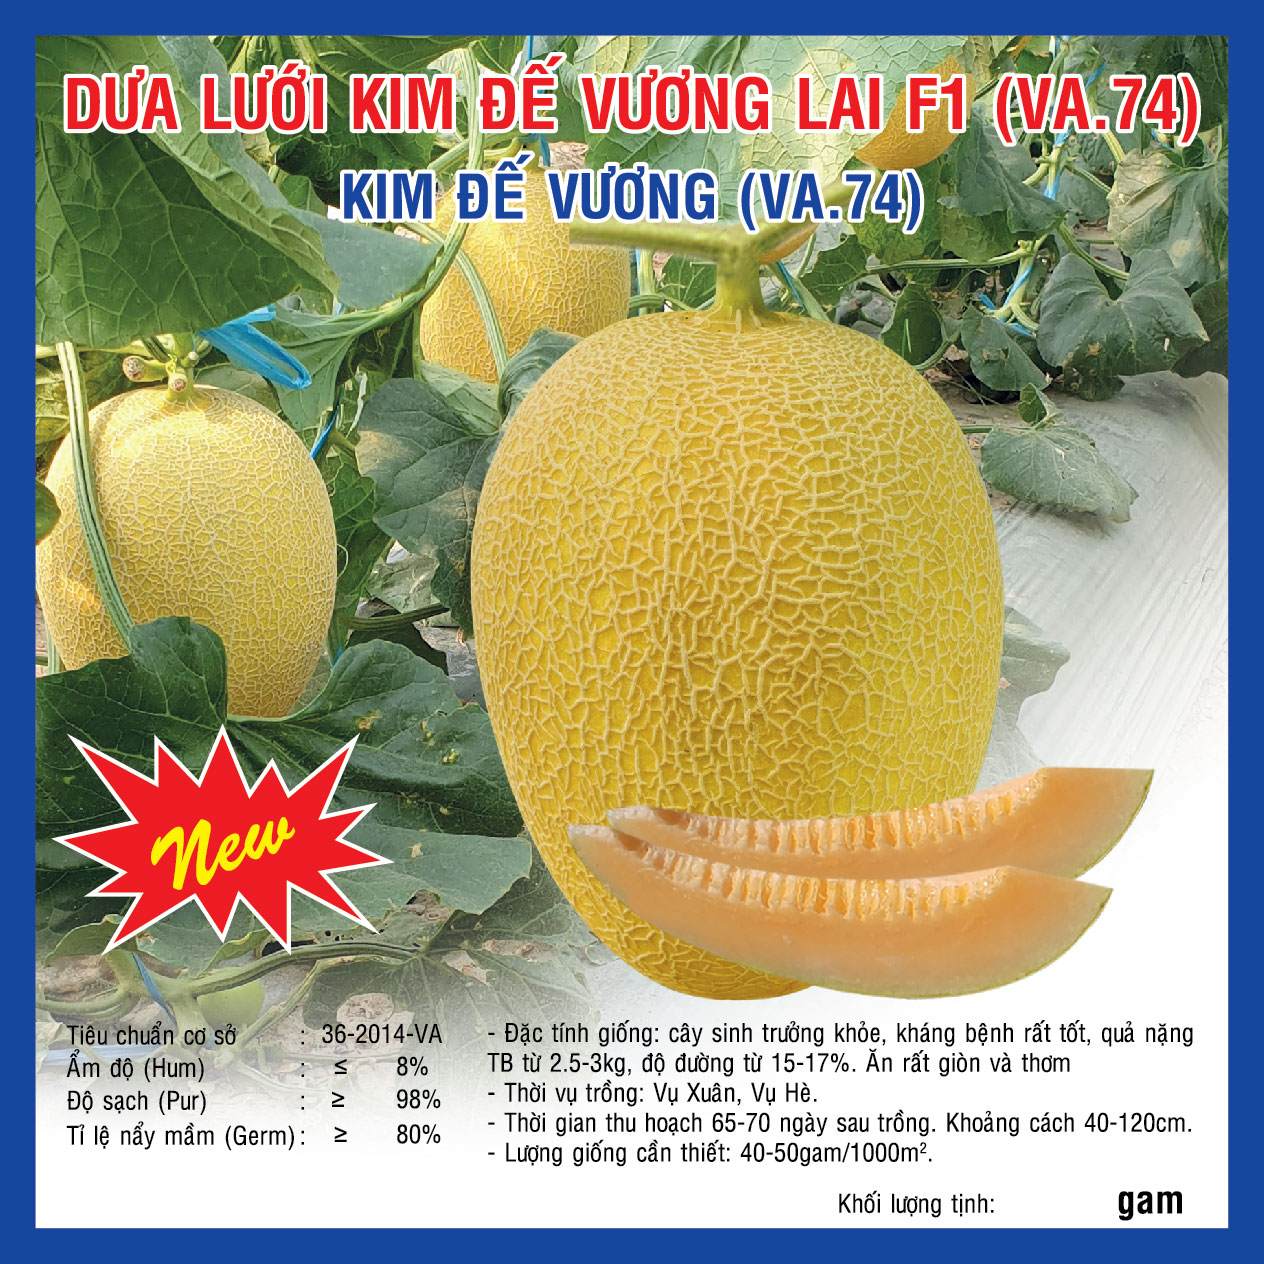 DƯA LƯỚI KIM ĐẾ VƯƠNG LAI F1 (VA.74)
KIM ĐẾ VƯƠNG (VA.74)
New
Tiêu chuẩn cơ sở : 36-2014-VA
Ẩm độ (Hum) : ≤ 8%
Độ sạch (Pur) : ≥ 98%
Tỉ lệ nẩy mầm (Germ) : ≥ 80%
- Đặc tính giống: cây sinh trưởng khỏe, kháng bệnh rất tốt, quả nặng
TB từ 2.5-3kg, độ đường từ 15-17%. Ăn rất giòn và thơm
- Thời vụ trồng: Vụ Xuân, Vụ Hè.
- Thời gian thu hoạch 65-70 ngày sau trồng. Khoảng cách 40-120cm.
- Lượng giống cần thiết: 40-50gam/1000m².
Khối lượng tịnh: gam